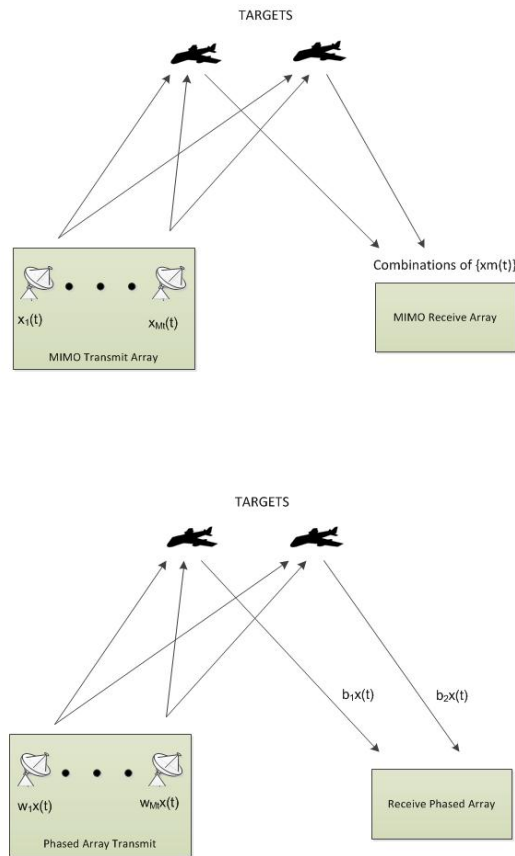 TARGETS
Combinations of {xm(t)}
x1(t)
xMt(t)
MIMO Transmit Array
MIMO Receive Array
TARGETS
b1x(t)
b2x(t)
w1x(t)
wMtx(t)
Phased Array Transmit
Receive Phased Array